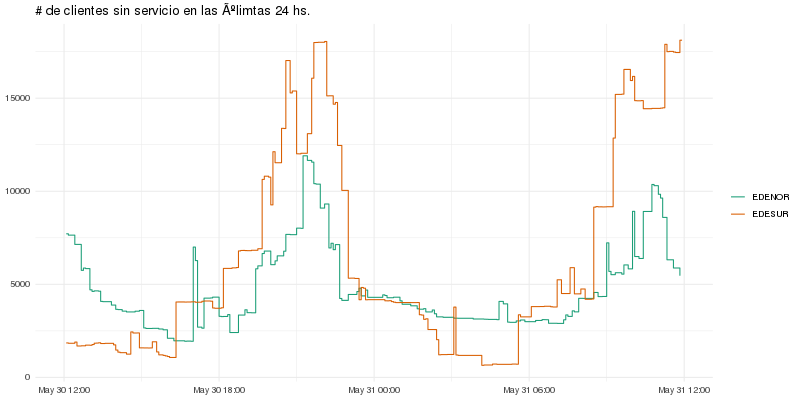 # de clientes sin servicio en las Ãºlimtas 24 hs.
15000
10000
5000
0
May 30 12:00
May 30 18:00
May 31 00:00
May 31 06:00
May 31 12:00
EDENOR
EDESUR